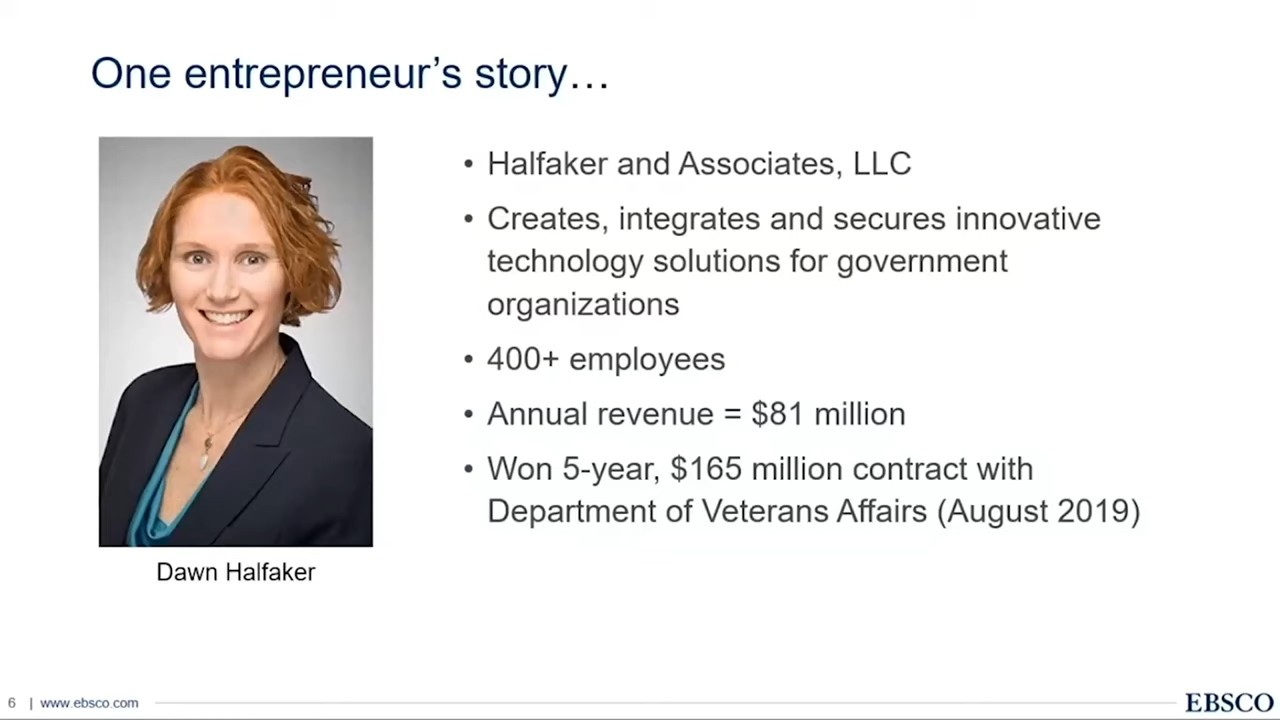 One entrepreneur’s story…
• Halfaker and Associates, LLC
• Creates, integrates and secures innovative
technology solutions for government
organizations
• 400+ employees
• Annual revenue = $81 million
• Won 5-year, $165 million contract with
Department of Veterans Affairs (August 2019)
Dawn Halfaker
6 | www.ebsco.com
EBSCO